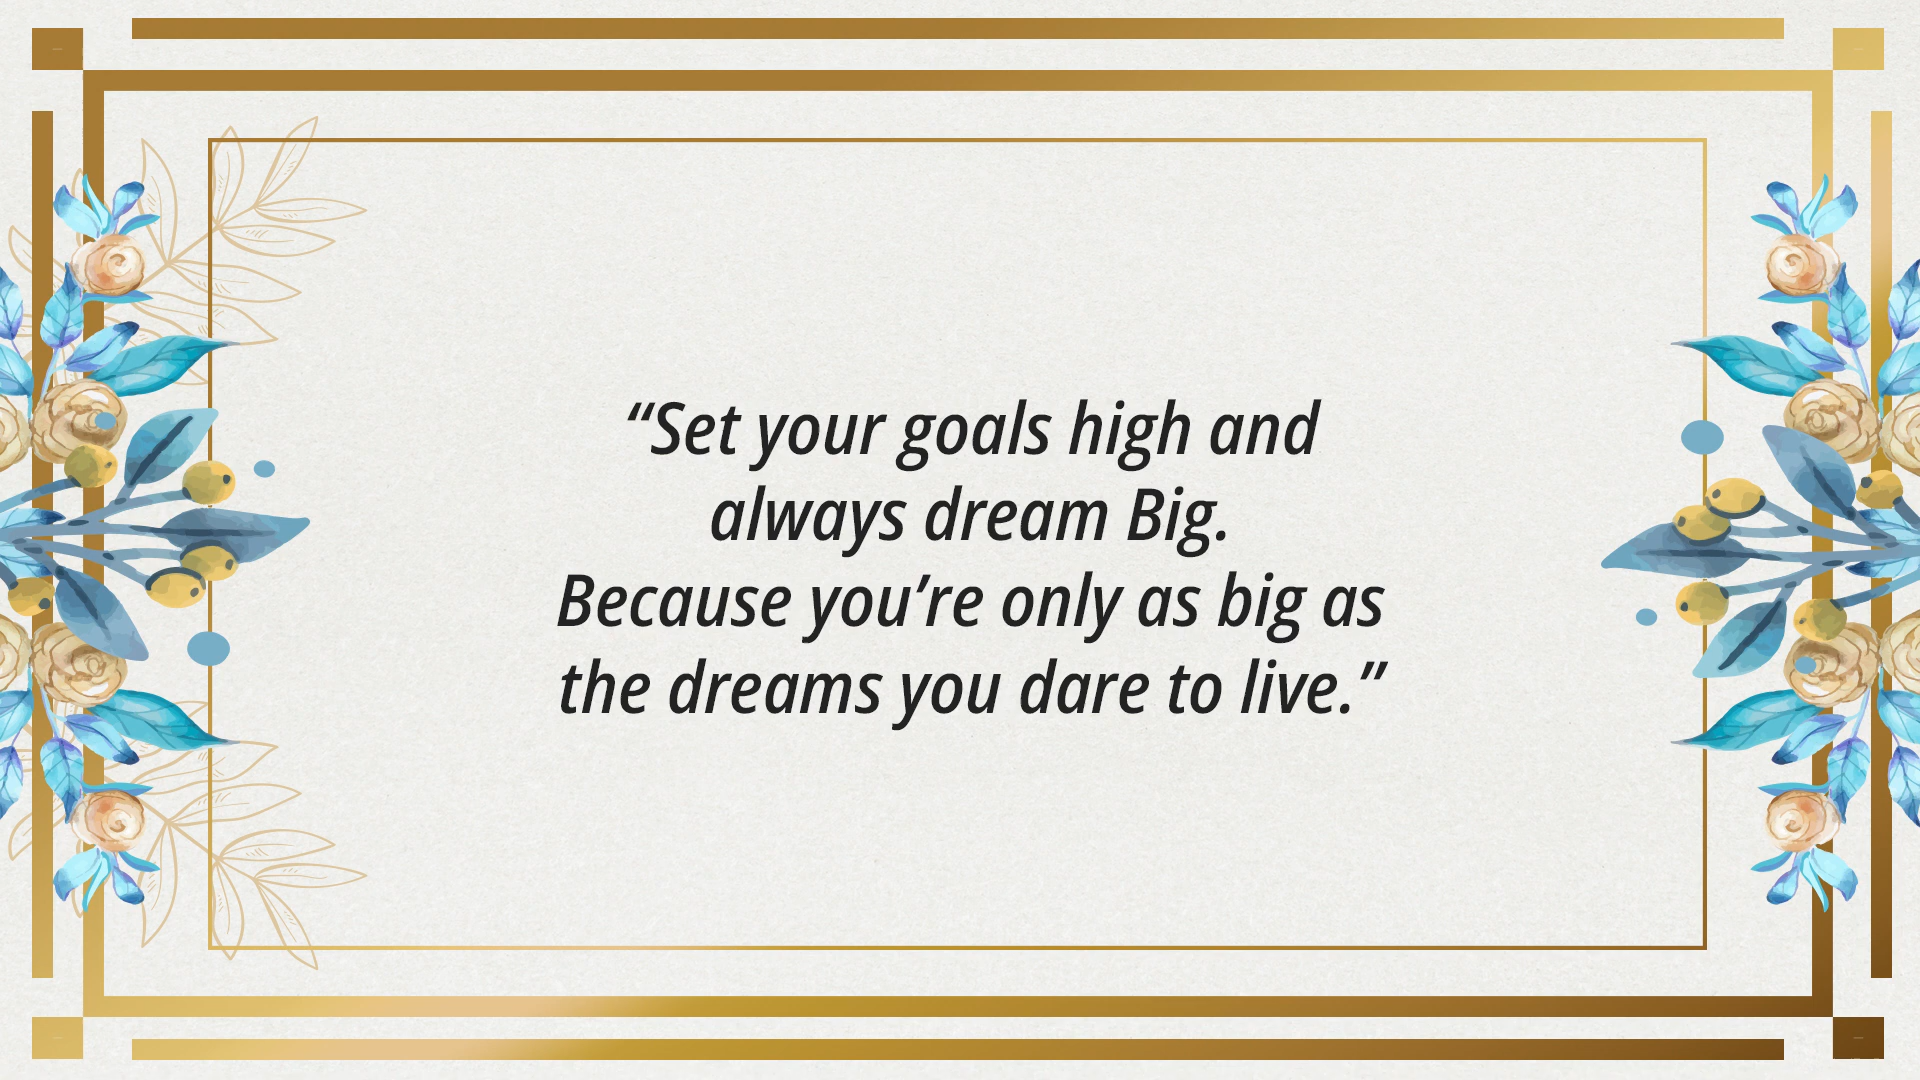 “Set your goals high and
always dream Big.
Because you’re only as big as
the dreams you dare to live.”